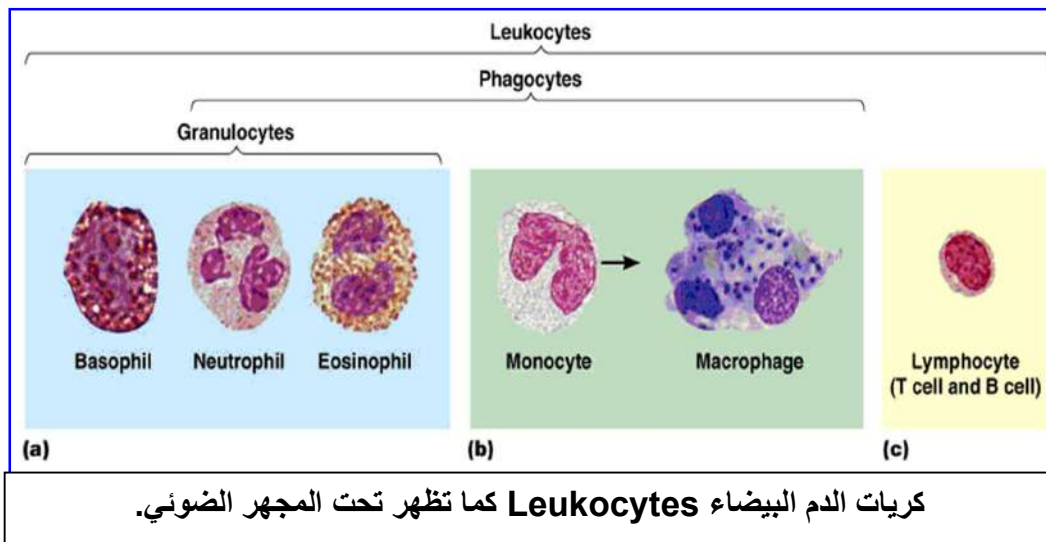 Leukocytes
Phagocytes
Granulocytes
Basophil
Neutrophil
Eosinophil
Monocyte
Macrophage
Lymphocyte
(T cell and B cell)
(a)
(b)
(c)
كريات الدم البيضاء Leukocytes كما تظهر تحت المجهر الضوئي.